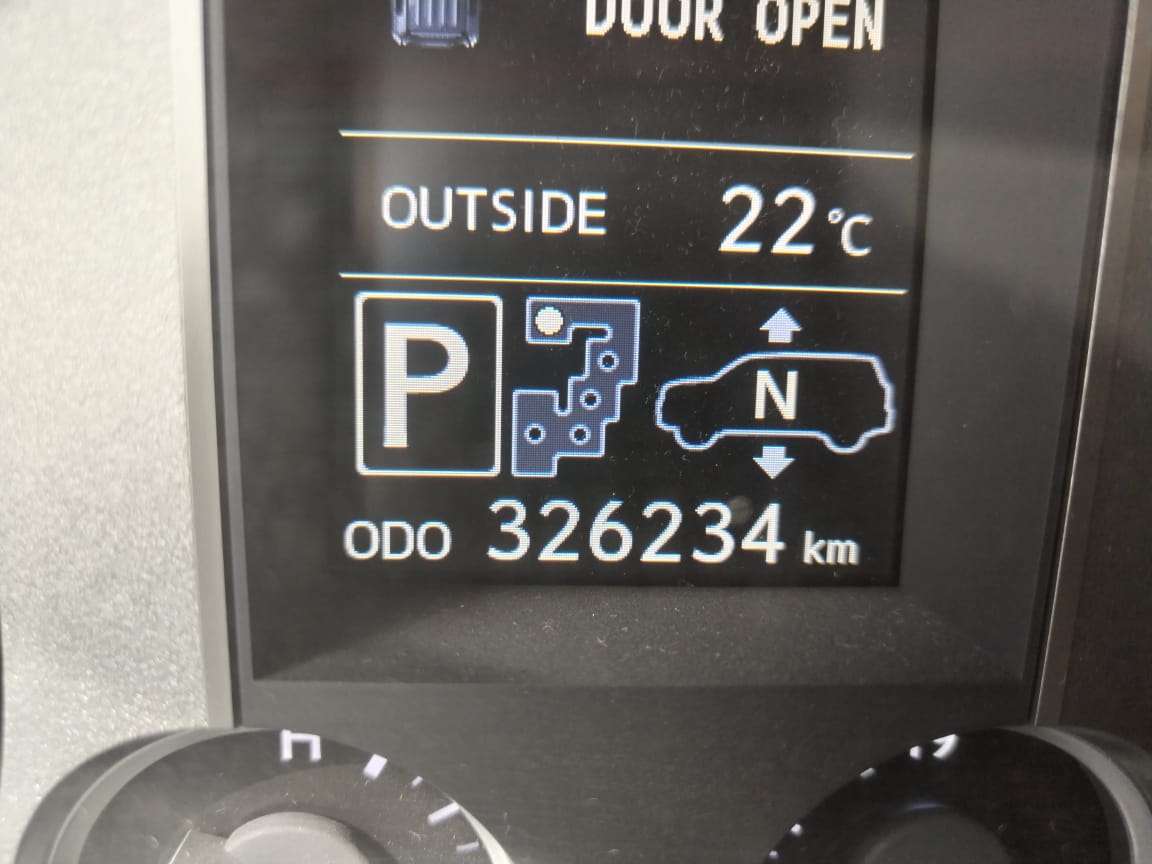 DOOR OPEN
OUTSIDE 22°C
P N
ODO 326234 km
H